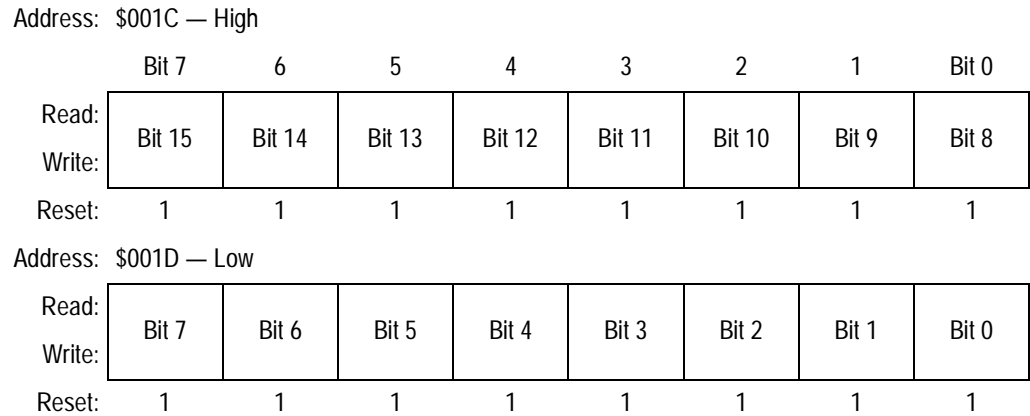 Address: $001C — High
Bit 7 6 5 4 3 2 1 Bit 0
Read:
Bit 15 Bit 14 Bit 13 Bit 12 Bit 11 Bit 10 Bit 9 Bit 8
Write:
Reset: 1 1 1 1 1 1 1 1
Address: $001D — Low
Read:
Bit 7 Bit 6 Bit 5 Bit 4 Bit 3 Bit 2 Bit 1 Bit 0
Write:
Reset: 1 1 1 1 1 1 1 1